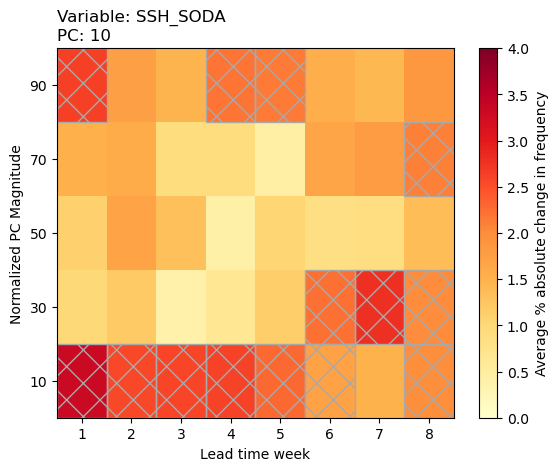 Variable: SSH_SODA
PC: 10
Normalized PC Magnitude
90
70
50
30
10
1 2 3 4 5 6 7 8
Lead time week
4.0
3.5
3.0
2.5
2.0
1.5
1.0
0.5
0.0
Average % absolute change in frequency